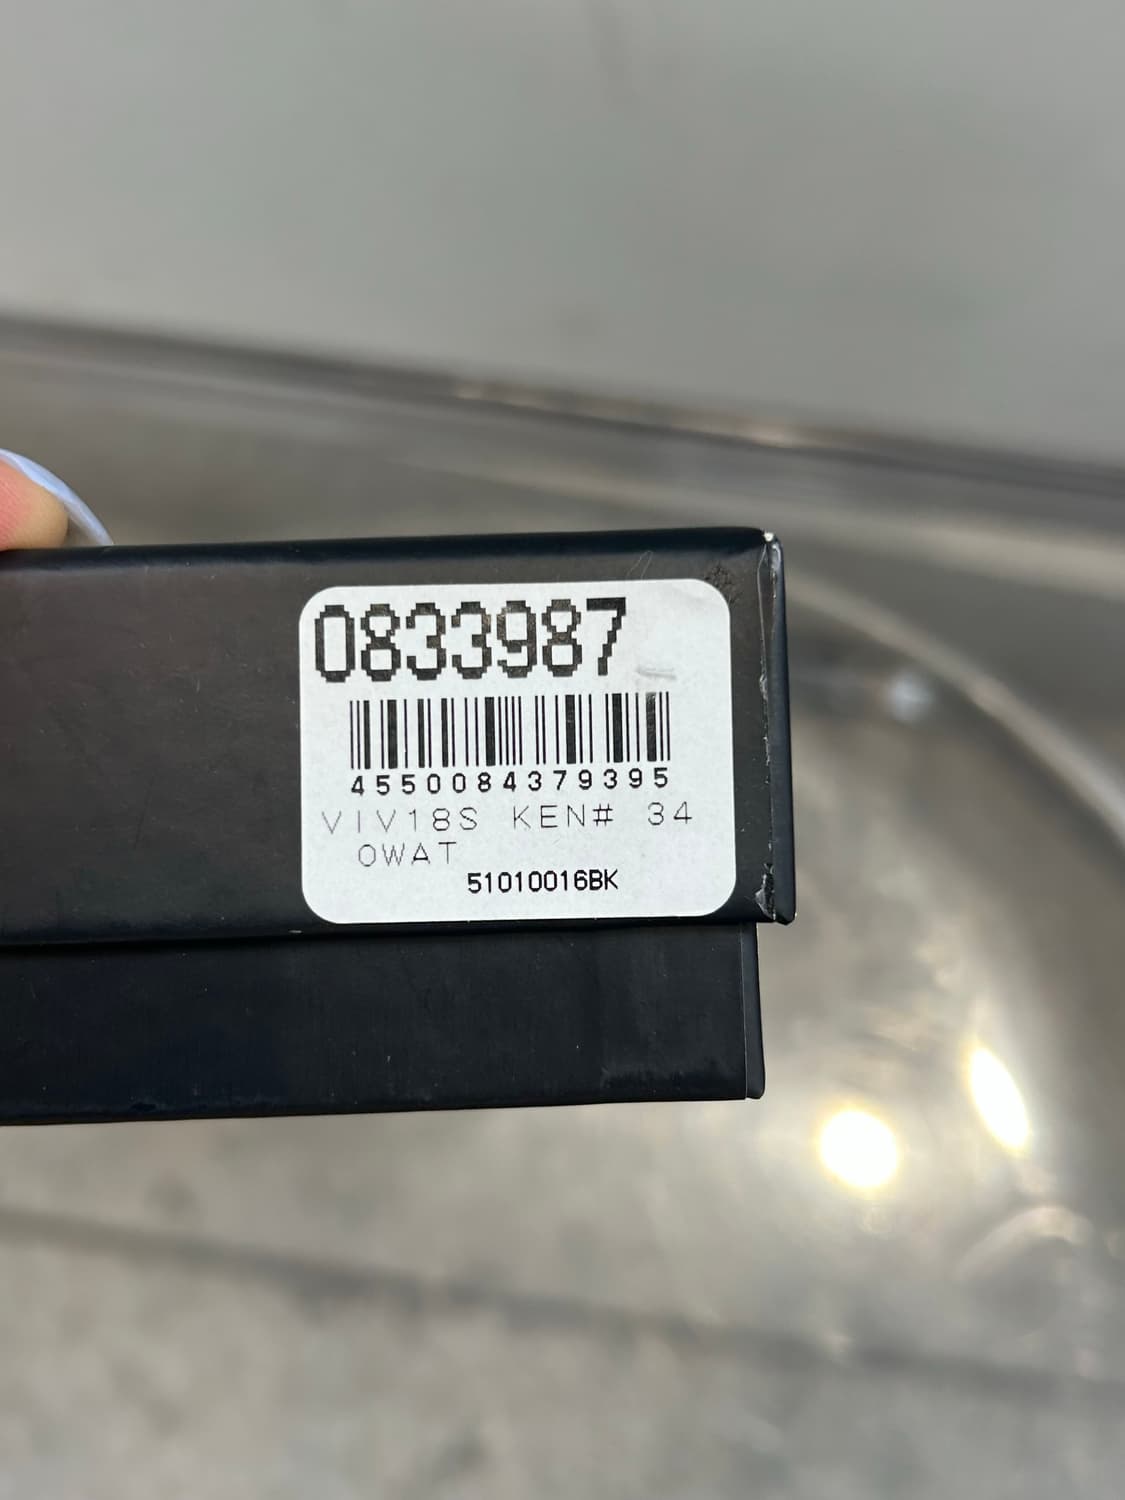 0833987
4550084379395
VIV18S KEN# 34
OWAT
51010016BK